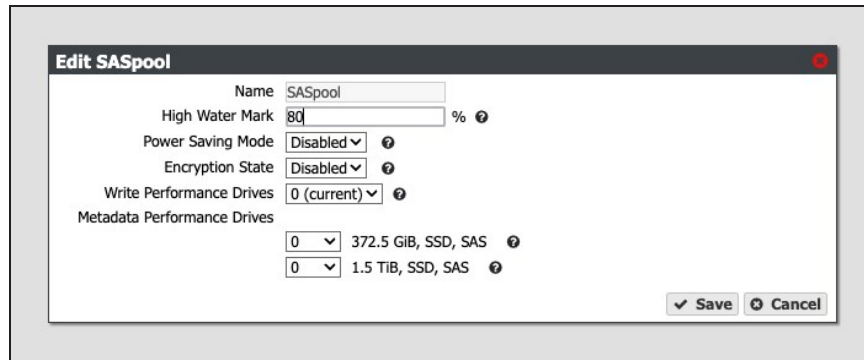 Edit SASpool
Name SASpool
High Water Mark 80 %
Power Saving Mode Disabled
Encryption State Disabled
Write Performance Drives 0 (current)
Metadata Performance Drives
0 372.5 GiB, SSD, SAS
0 1.5 TiB, SSD, SAS
Save Cancel